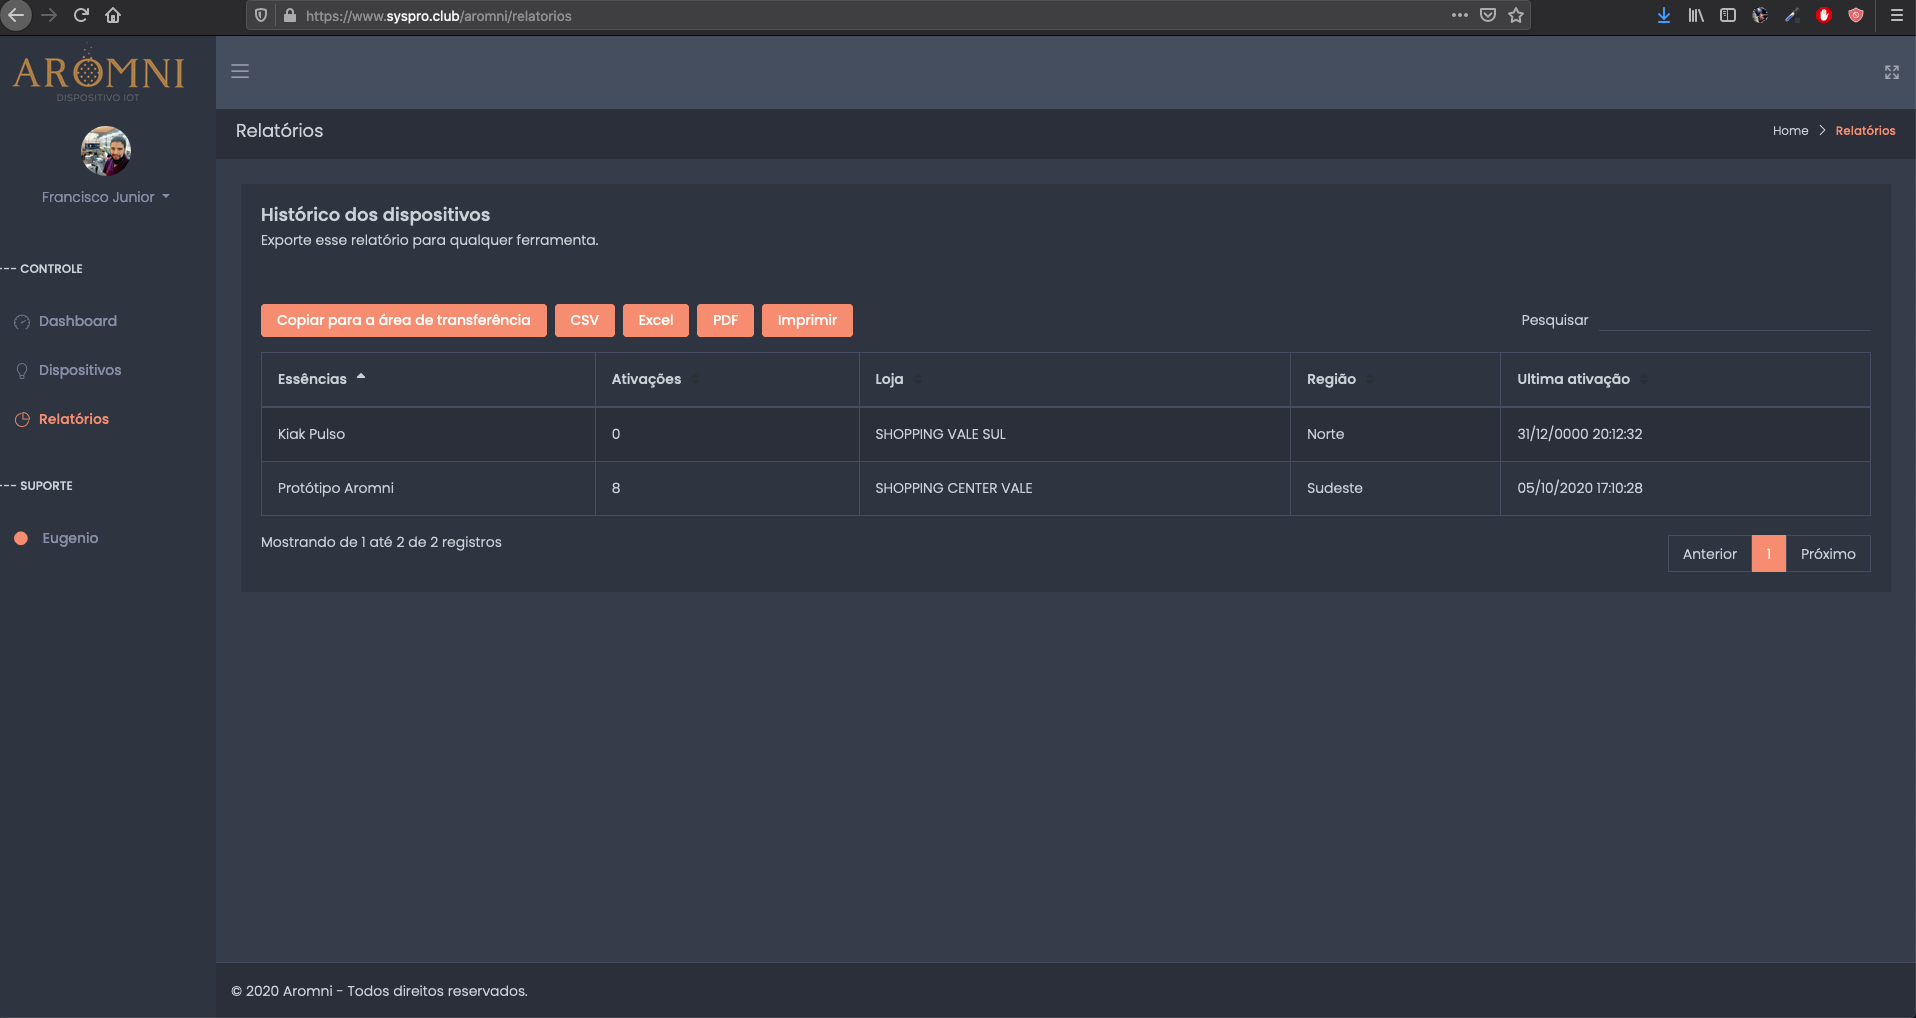 https://www.syspro.club/aromni/relatorios
AROMNI
DISPOSITIVO IOT
Francisco Junior
--- CONTROLE
Dashboard
Dispositivos
Relatórios
--- SUPORTE
Eugenio
Relatórios
Home > Relatórios
Histórico dos dispositivos
Exporte esse relatório para qualquer ferramenta.
Copiar para a área de transferência CSV Excel PDF Imprimir
Pesquisar
Essências Ativações Loja Região Ultima ativação
Kiak Pulso 0 SHOPPING VALE SUL Norte 31/12/0000 20:12:32
Protótipo Aromni 8 SHOPPING CENTER VALE Sudeste 05/10/2020 17:10:28
Mostrando de 1 até 2 de 2 registros
Anterior 1 Próximo
© 2020 Aromni - Todos direitos reservados.